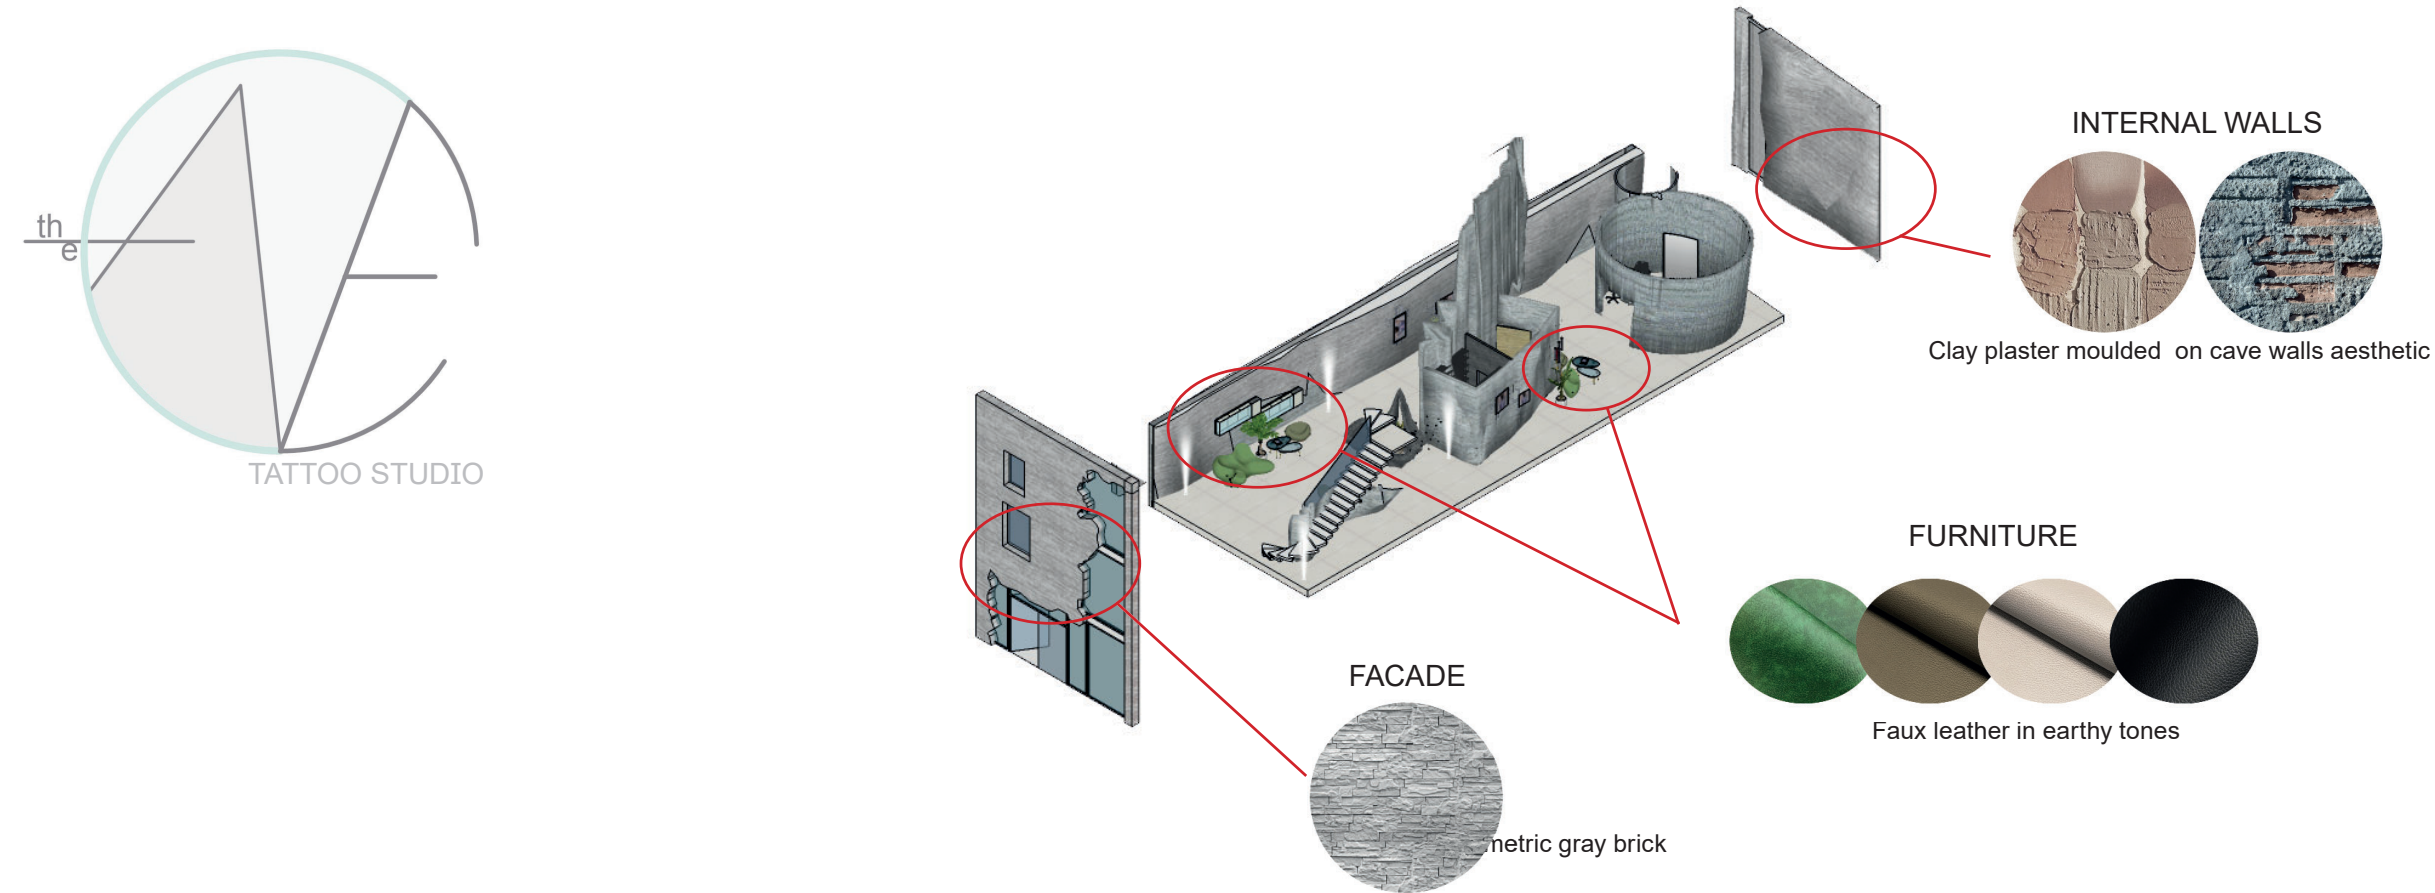 th
e
TATTOO STUDIO
INTERNAL WALLS
Clay plaster moulded on cave walls aesthetic
FURNITURE
Faux leather in earthy tones
FACADE
metric gray brick